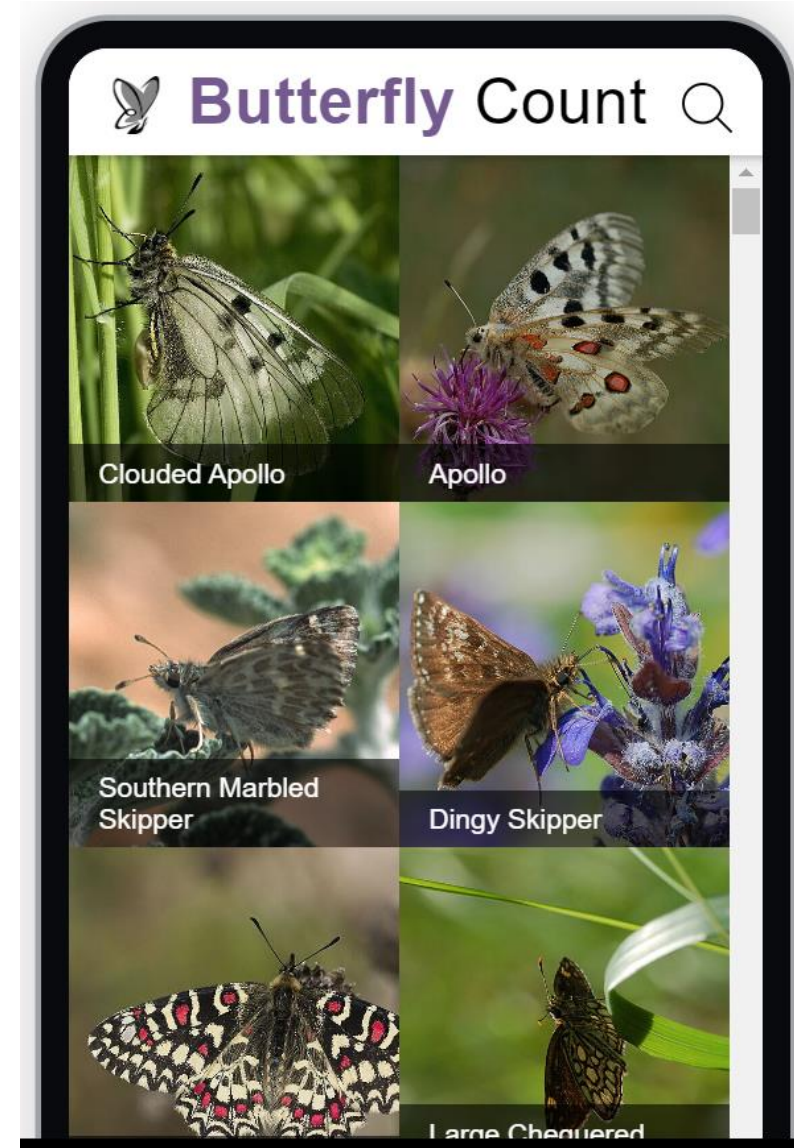 Butterfly Count
Clouded Apollo
Apollo
Southern Marbled
Skipper
Dingy Skipper
Large Chequered